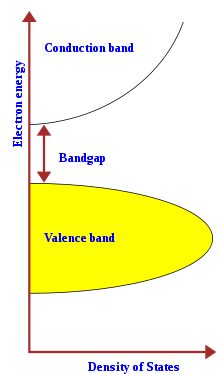 Conduction band
Electron energy
Bandgap
Valence band
Density of States